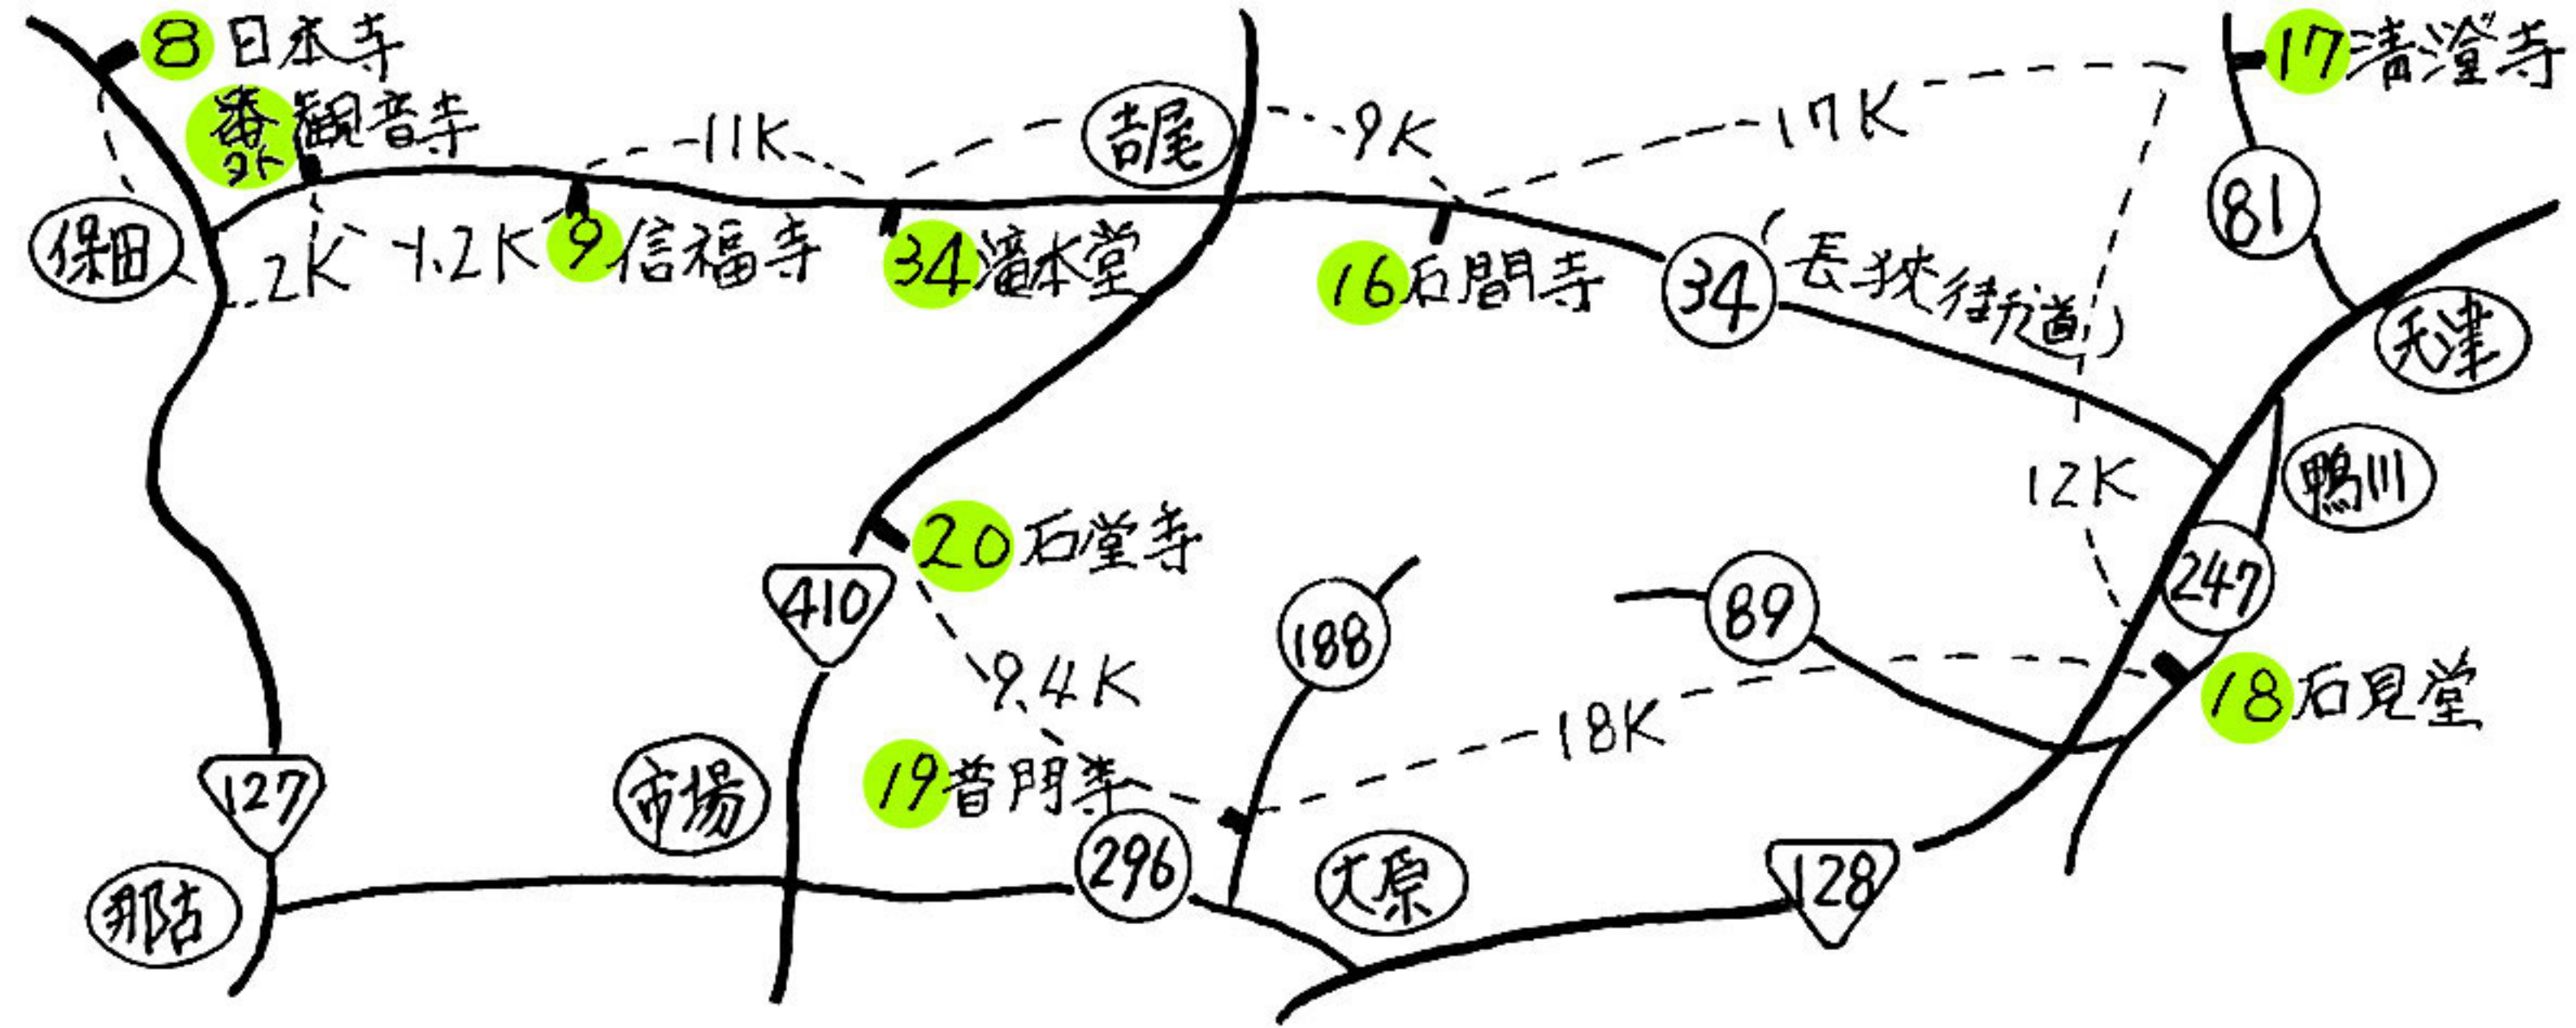 8 日本寺
17 清澄寺
番外 観音寺
11K
吉尾
9K
17K
81
保田
2K
1.2K
9 信福寺
34 滝本堂
16 石間寺
34
(長狭街道)
天津
鴨川
12K
20 石堂寺
247
410
188
89
9.4K
18 石見堂
18K
127
市場
19 普門寺
296
大原
128
那古